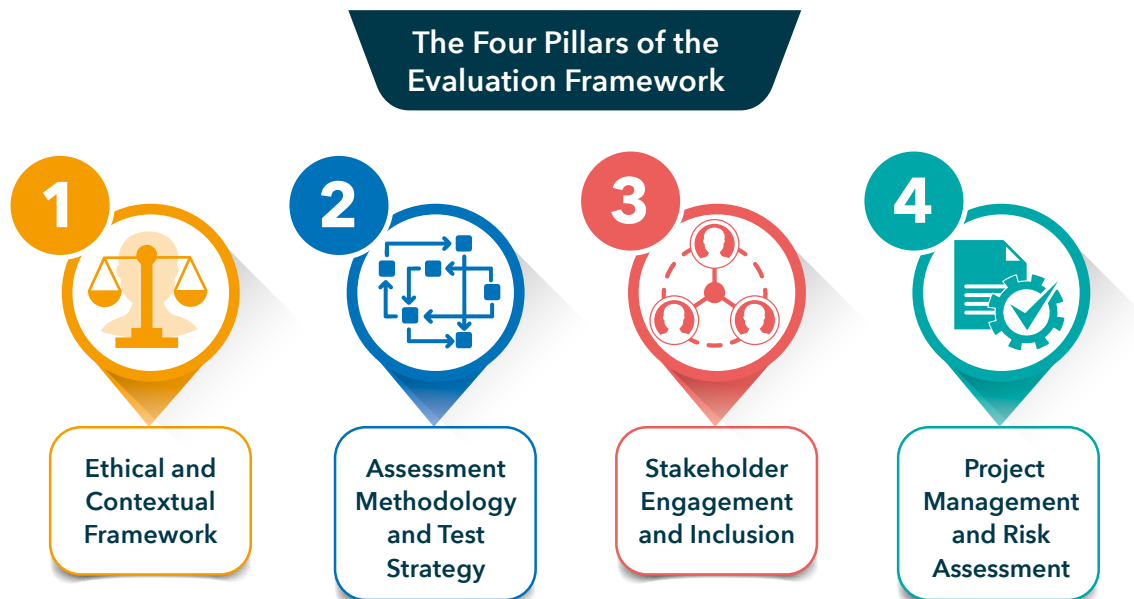 The Four Pillars of the
Evaluation Framework
1
2
3
4
Ethical and
Contextual
Framework
Assessment
Methodology
and Test
Strategy
Stakeholder
Engagement
and Inclusion
Project
Management
and Risk
Assessment